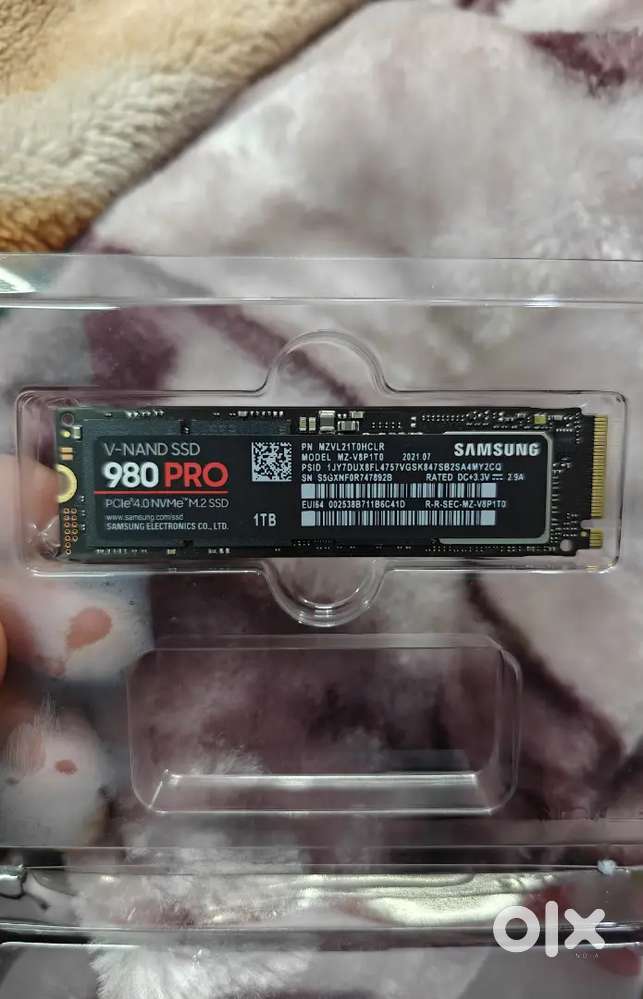 V-NAND SSD
980 PRO
PCIe® 4.0 NVMe™ M.2 SSD
www.samsung.com/ssd
SAMSUNG ELECTRONICS CO., LTD.
1TB
PN MZVL21T0HCLR
MODEL MZ-V8P1T0 2021.07
PSID 1JY7DUX8FL4757VGSK847SB2SA4MY2CQ
SN S5GXNF0R747892B RATED DC+3.3V 2.9A
SAMSUNG
EUI64 002538B711B6C41D R-R-SEC-MZ-V8P1T0
olx
INDIA